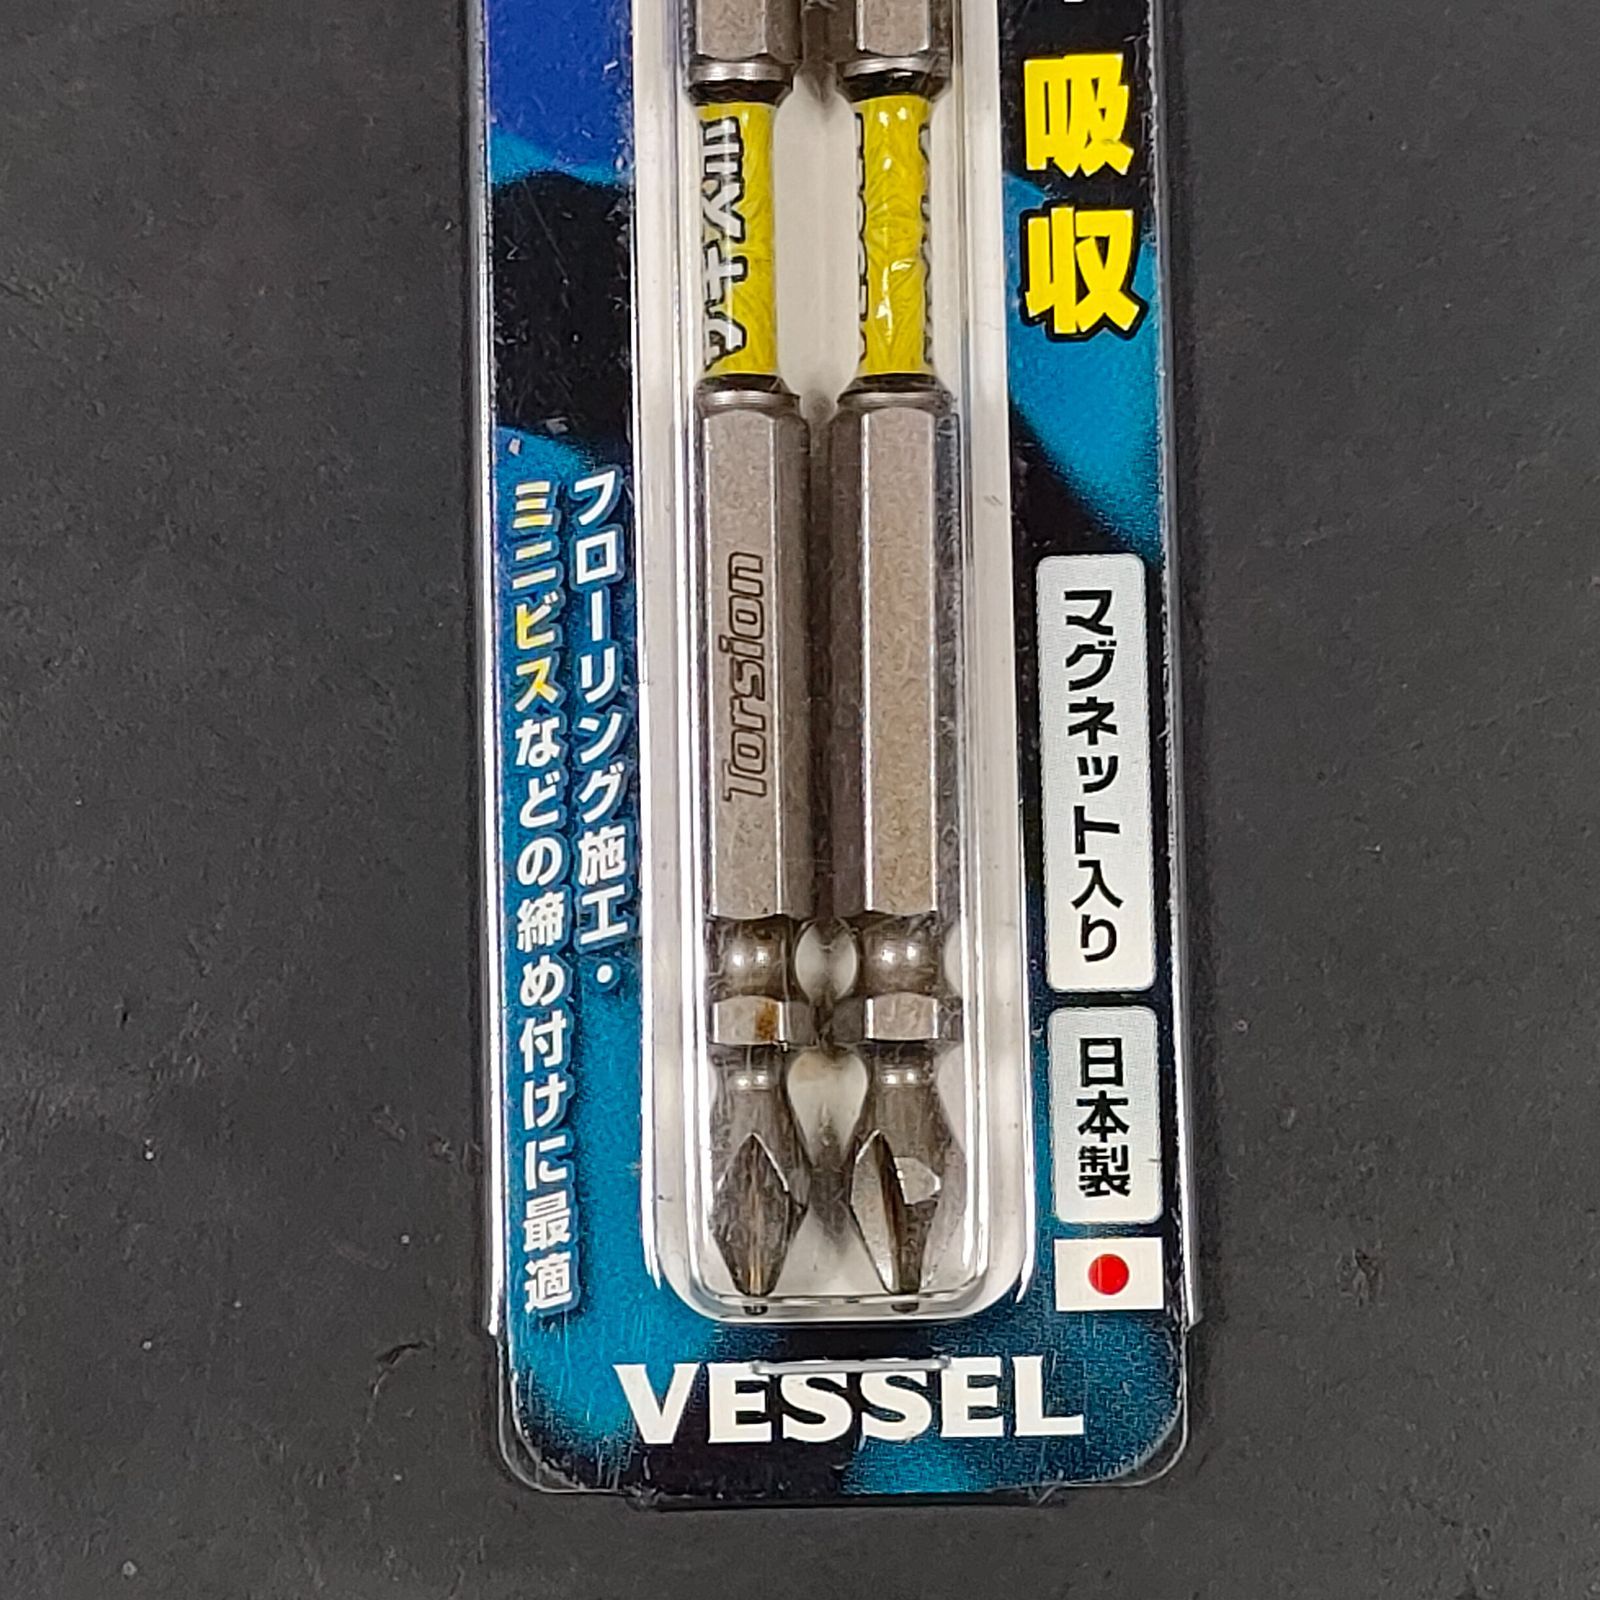 吸収
フローリング施工・
ミニビスなどの締め付けに最適
Torsion
マグネット入り
日本製
VESSEL